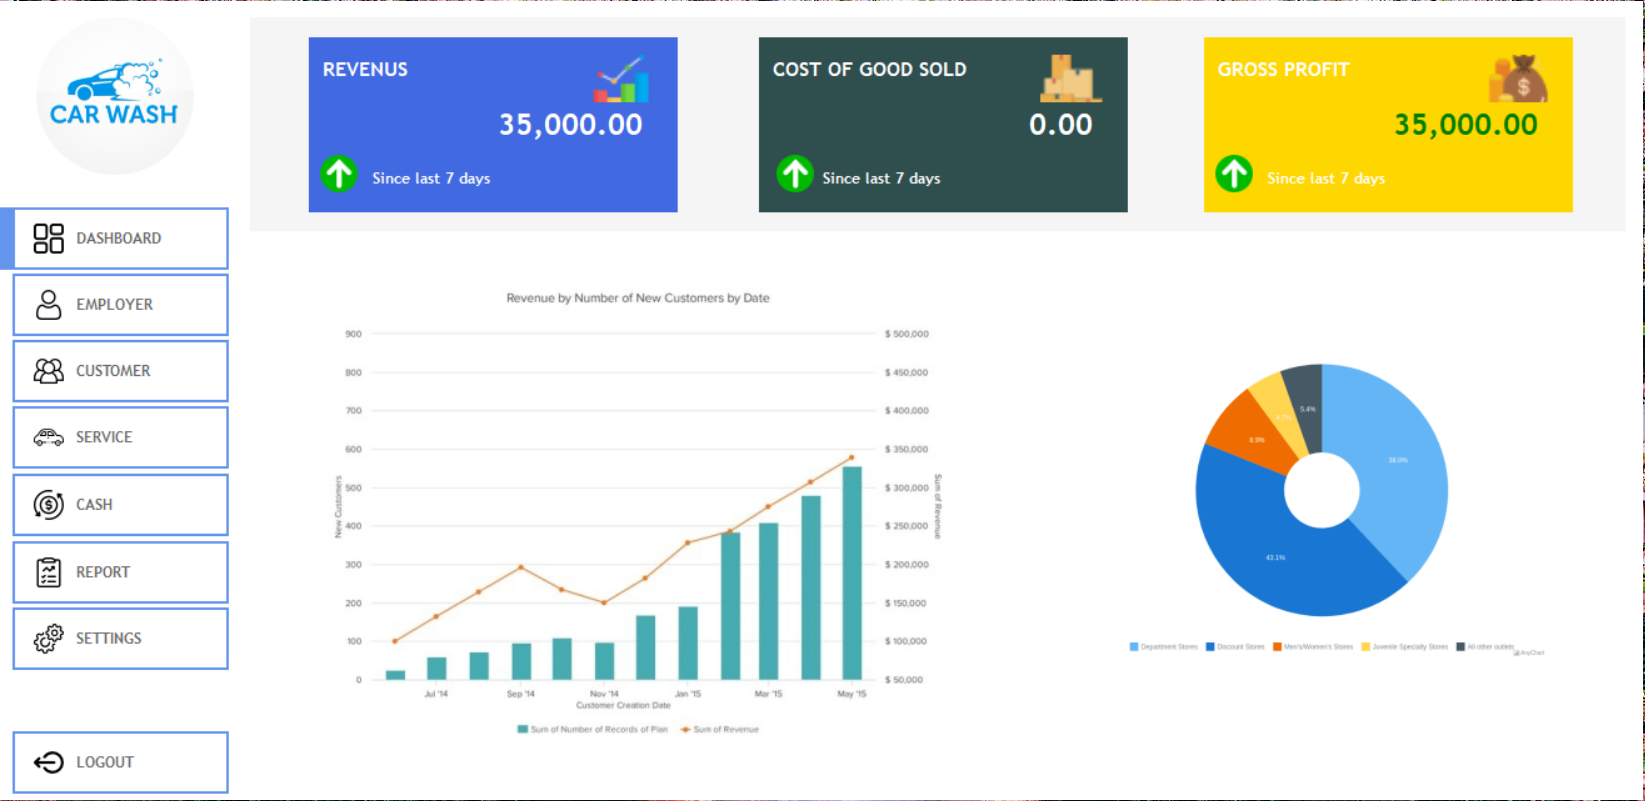 CAR WASH
DASHBOARD
EMPLOYER
CUSTOMER
SERVICE
CASH
REPORT
SETTINGS
LOGOUT
REVENUS
35,000.00
Since last 7 days
COST OF GOOD SOLD
0.00
Since last 7 days
GROSS PROFIT
35,000.00
Since last 7 days
Revenue by Number of New Customers by Date
900
800
700
600
500
400
300
200
100
0
New Customers
$ 500,000
$ 450,000
$ 400,000
$ 350,000
$ 300,000
$ 250,000
$ 200,000
$ 150,000
$ 100,000
$ 50,000
Sum of Revenue
Jul '14 Sep '14 Nov '14 Jan '15 Mar '15 May '15
Customer Creation Date
Sum of Number of Records of Plan Sum of Revenue
5.4%
8.9%
38.0%
43.1%
Department Stores Discount Stores Men's/Women's Stores Juvenile Specialty Stores All other outlets
AnyChart